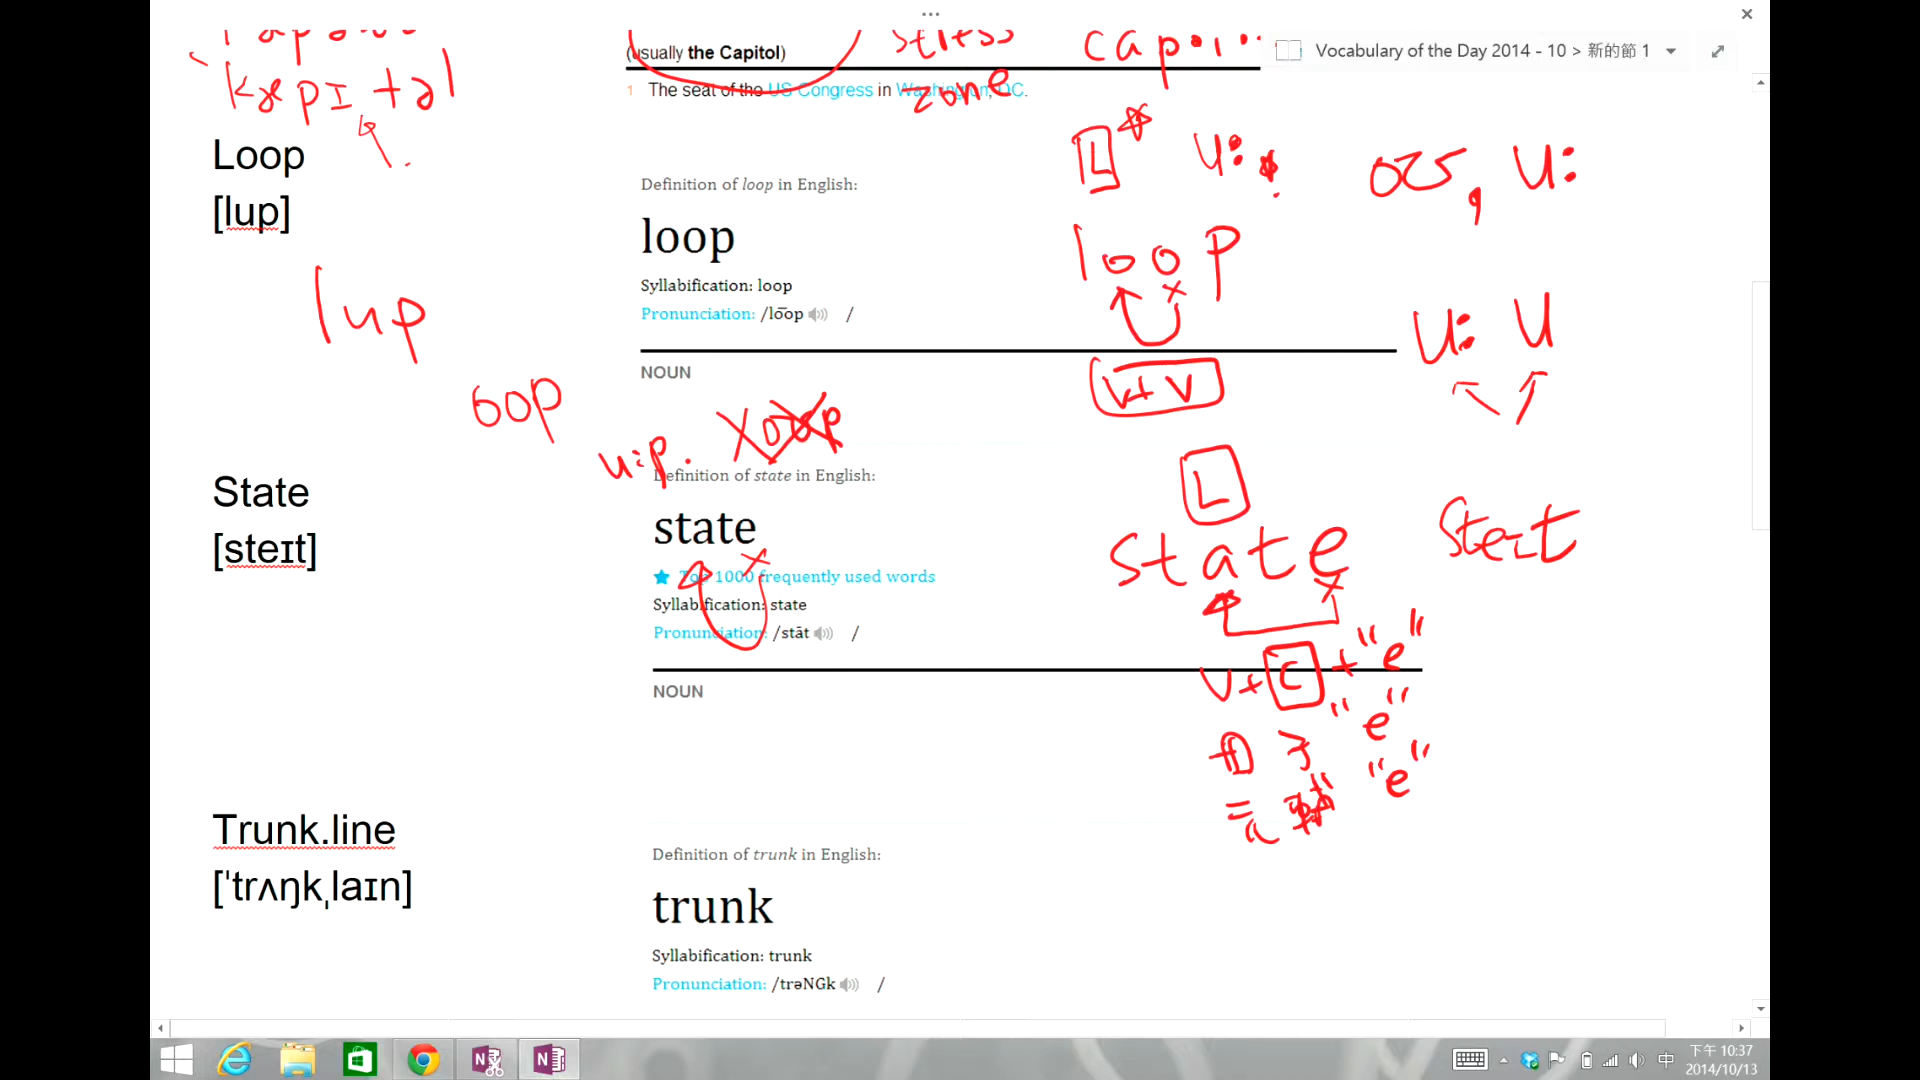 stress
(usually the Capitol)
Vocabulary of the Day 2014 - 10 > 新的節 1
1 The seat of the US Congress in Washington, DC.
zone
kæpɪtəl
Loop
[lup]
Definition of loop in English:
loop
Syllabification: loop
Pronunciation: /lo͞op /
NOUN
L
u:
u:
loop
lup
u: u
v+v
oop
u:p.
State
[steɪt]
Definition of state in English:
state
Top 1000 frequently used words
Syllabification: state
Pronunciation: /stāt /
NOUN
L
state
steɪt
v+c+"e"
"e"
"e"
Trunk.line
[ˈtrʌŋkˌlaɪn]
Definition of trunk in English:
trunk
Syllabification: trunk
Pronunciation: /trəNGk /
中
下午 10:37
2014/10/13